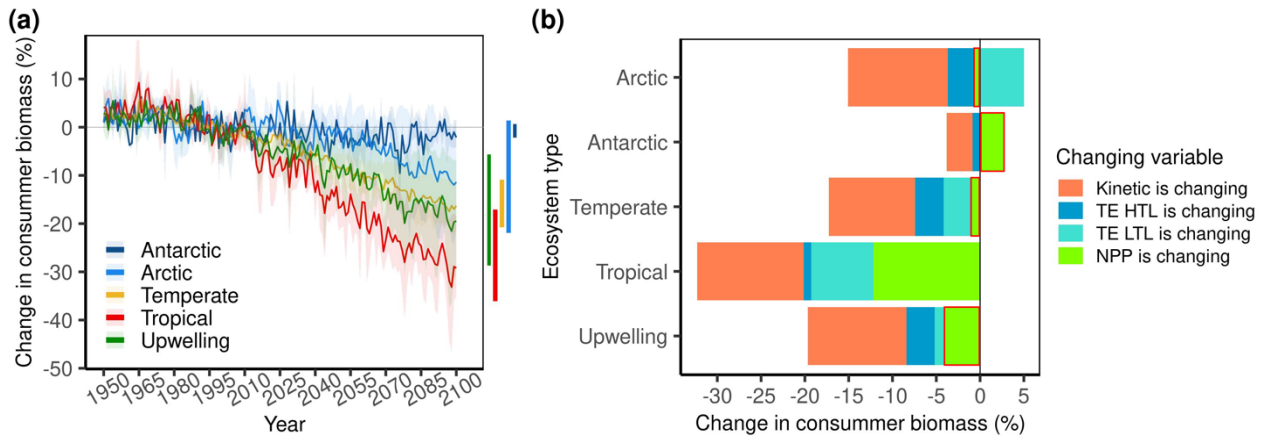 (a)
Change in consumer biomass (%)
10
0
-10
-20
-30
-40
-50
Antarctic
Arctic
Temperate
Tropical
Upwelling
1950 1965 1980 1995 2010 2025 2040 2055 2070 2085 2100
Year
(b)
Ecosystem type
Arctic
Antarctic
Temperate
Tropical
Upwelling
-30 -25 -20 -15 -10 -5 0 5
Change in consummer biomass (%)
Changing variable
Kinetic is changing
TE HTL is changing
TE LTL is changing
NPP is changing